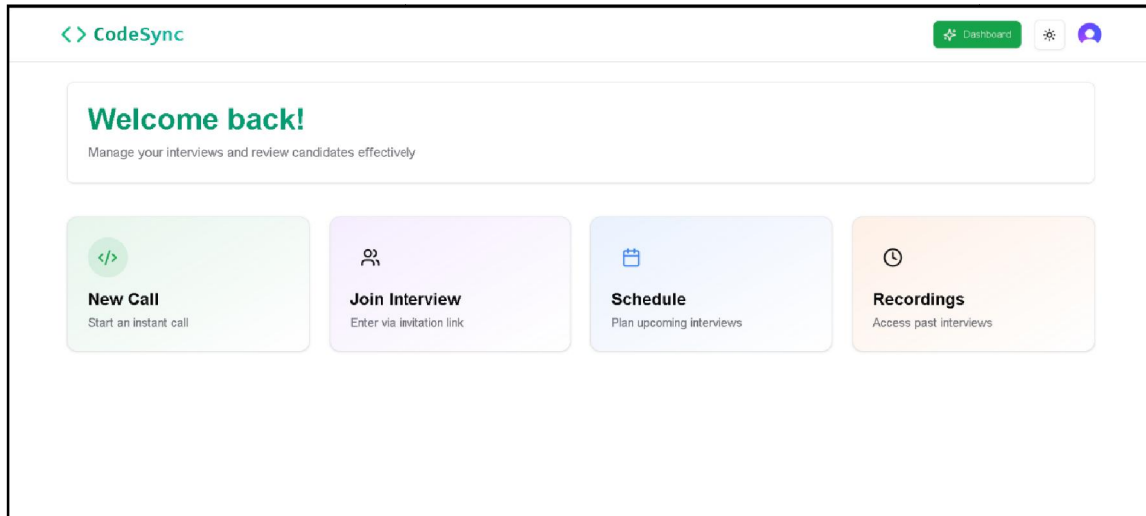 CodeSync
Dashboard
Welcome back!
Manage your interviews and review candidates effectively
</>
New Call
Start an instant call
Join Interview
Enter via invitation link
Schedule
Plan upcoming interviews
Recordings
Access past interviews